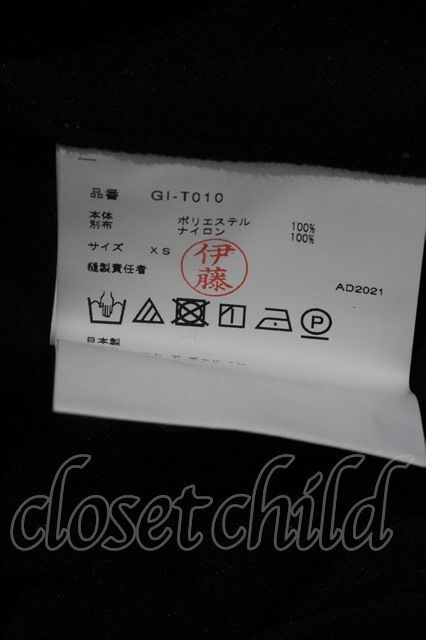 品番 GI-T010
本体 ポリエステル 100%
別布 ナイロン 100%
サイズ XS
縫製責任者 伊藤
AD2021
P
日本製
closetchild